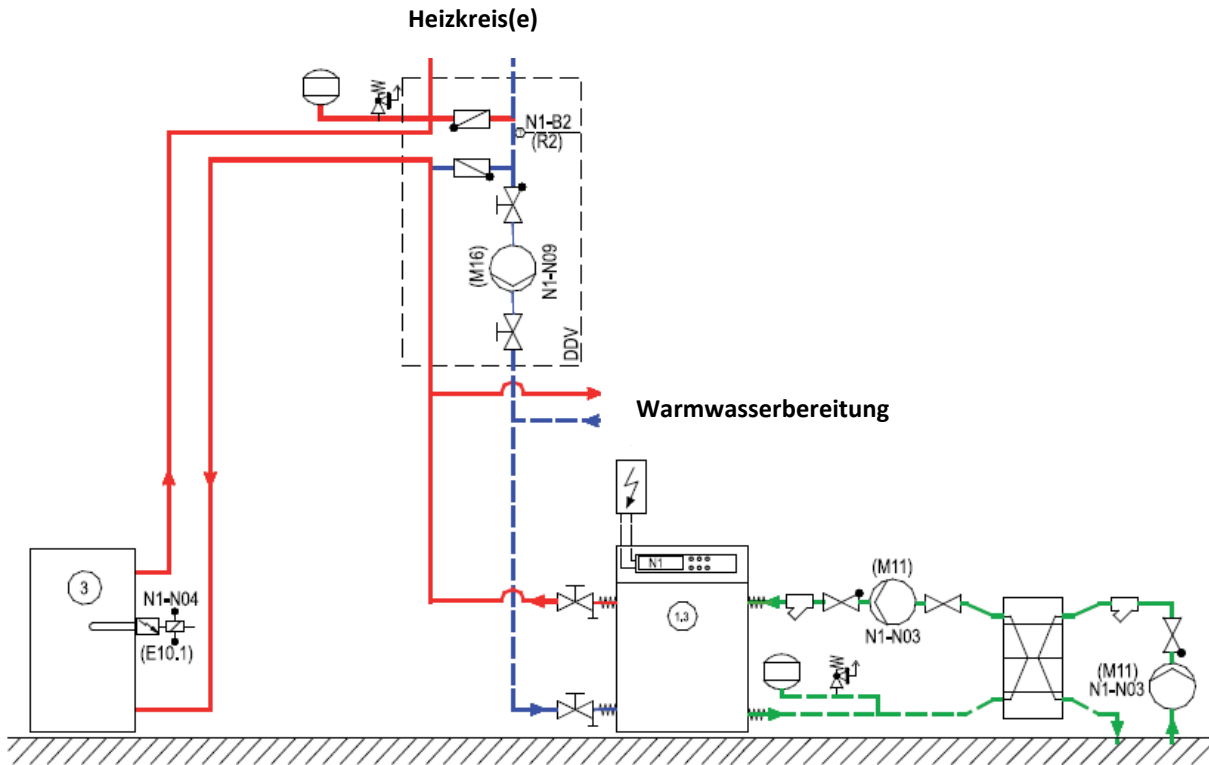 Heizkreis(e)
N1-B2
(R2)
(M16)
N1-N09
DDV
Warmwasserbereitung
N1
3
N1-N04
(E10.1)
1,3
(M11)
N1-N03
(M11)
N1-N03